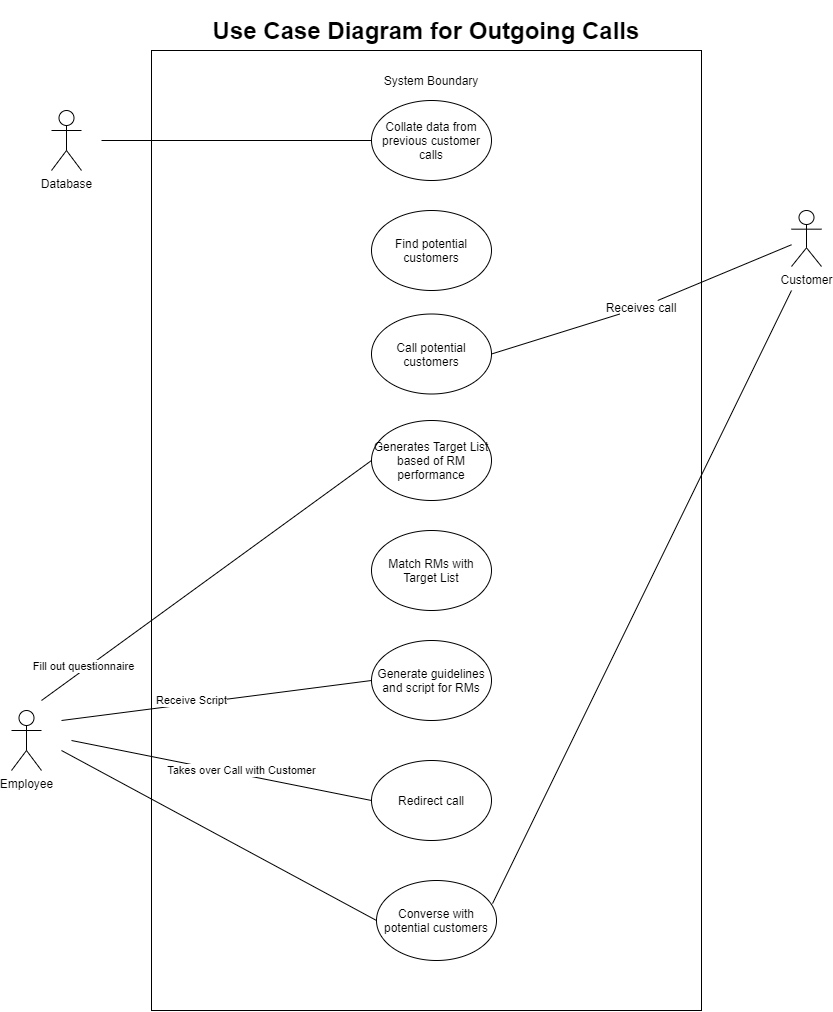 Use Case Diagram for Outgoing Calls
System Boundary
Collate data from
previous customer
calls
Database
Find potential
customers
Customer
Receives call
Call potential
customers
Generates Target List
based of RM
performance
Match RMs with
Target List
Fill out questionnaire
Generate guidelines
and script for RMs
Receive Script
Employee
Takes over Call with Customer
Redirect call
Converse with
potential customers